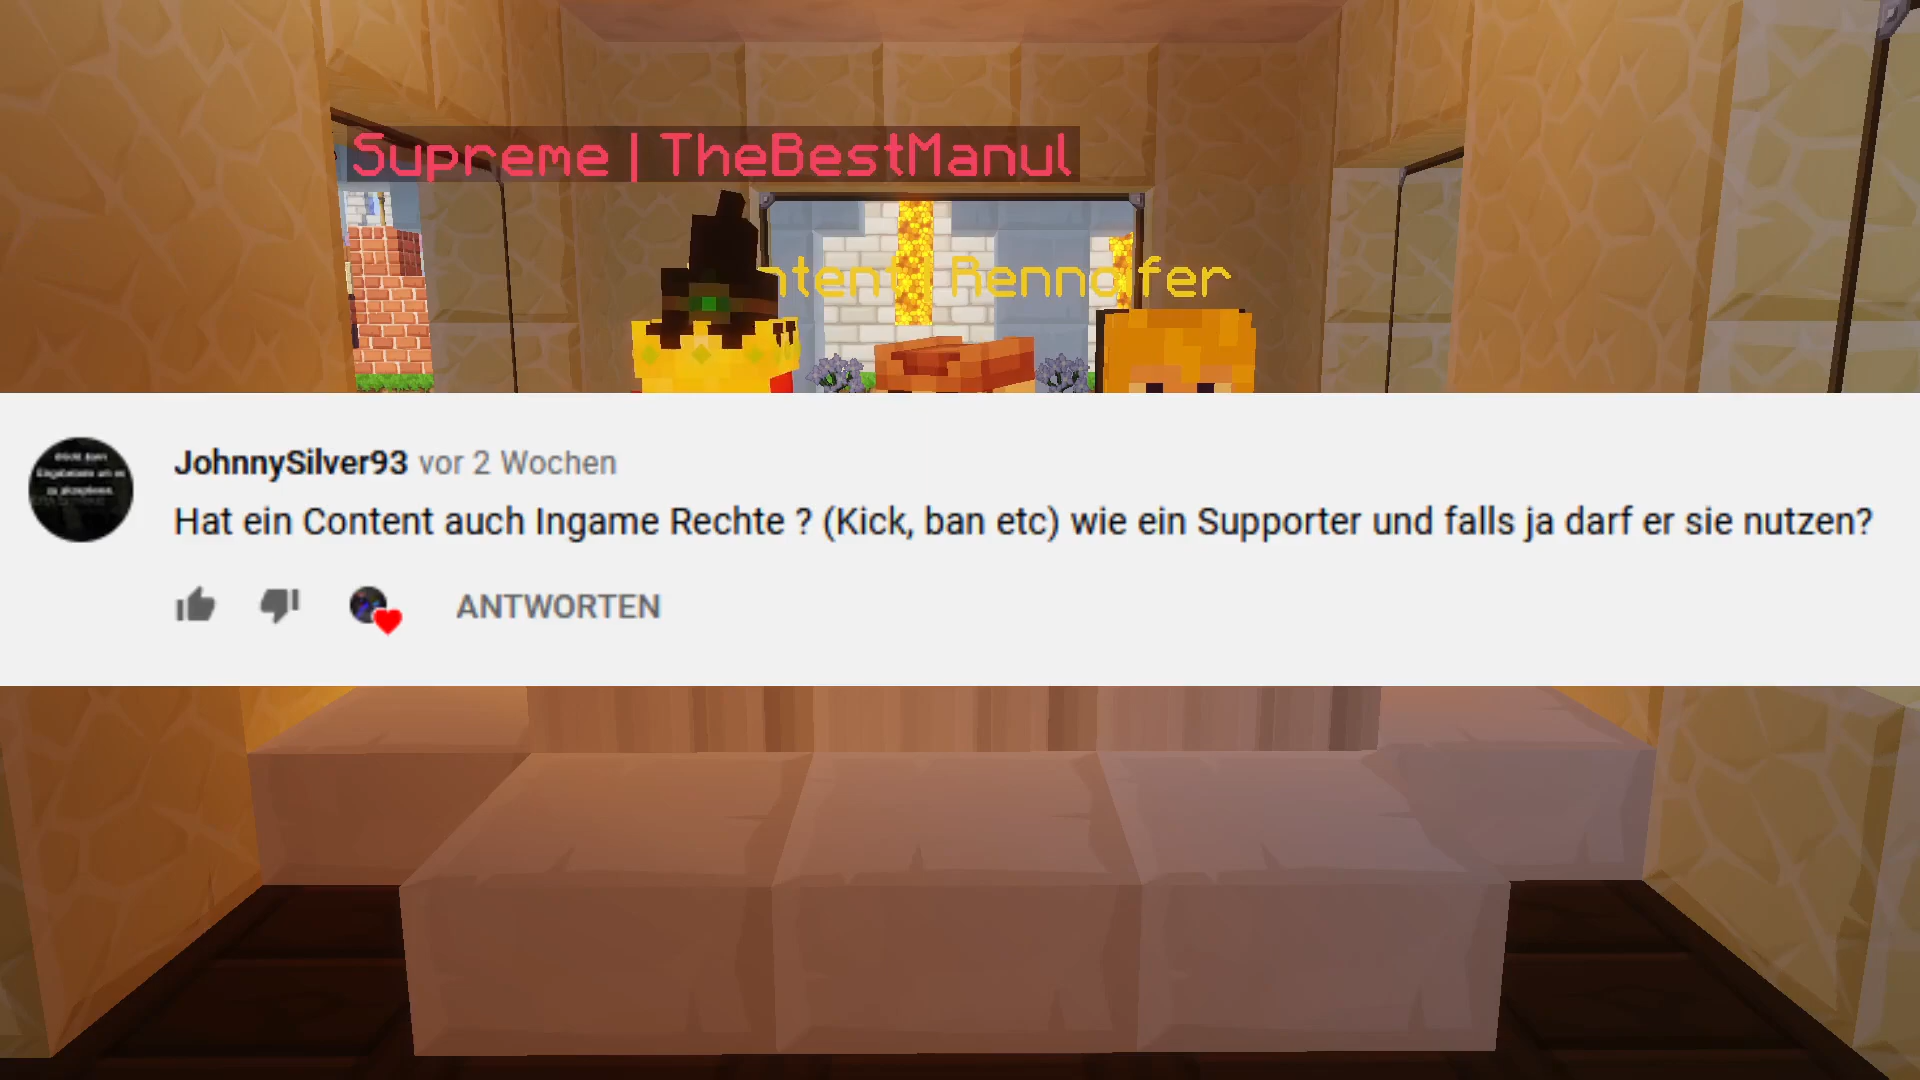 Supreme | TheBestManul
JohnnySilver93 vor 2 Wochen
Hat ein Content auch Ingame Rechte ? (Kick, ban etc) wie ein Supporter und falls ja darf er sie nutzen?
ANTWORTEN